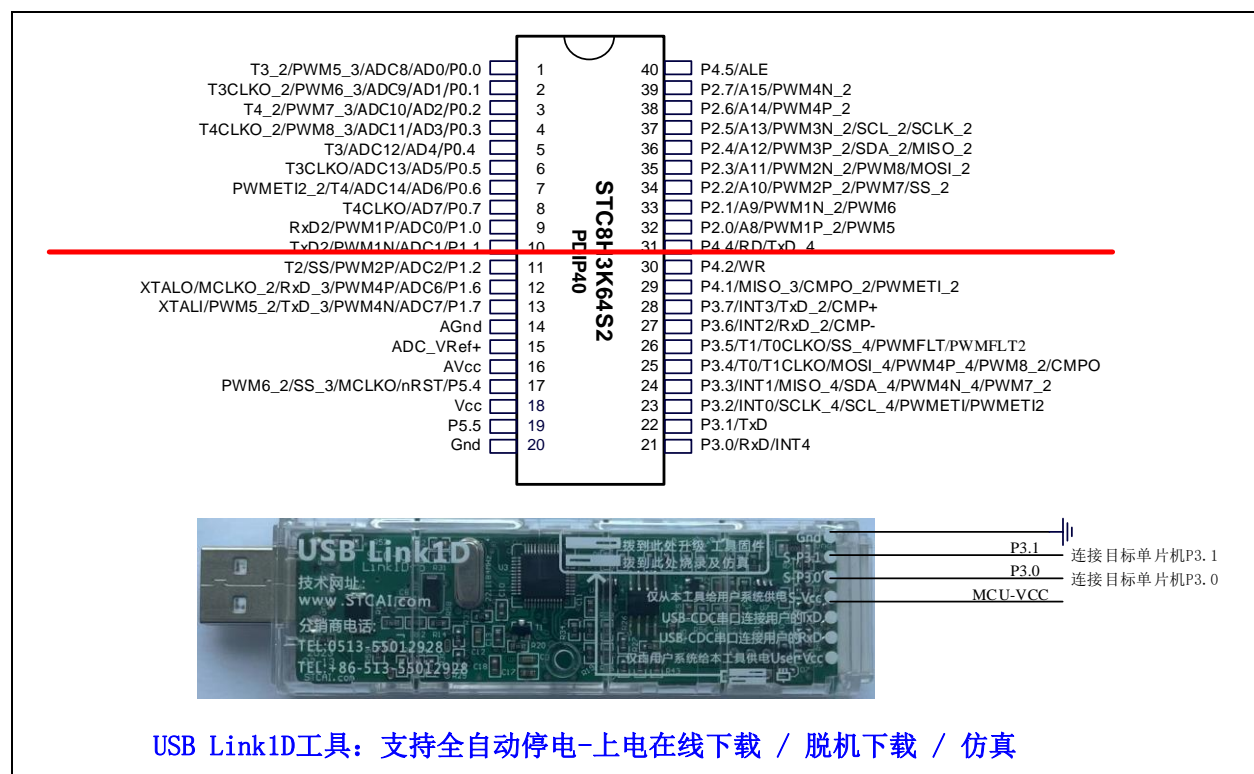 T3_2/PWM5_3/ADC8/AD0/P0.0 1 40 P4.5/ALE
T3CLKO_2/PWM6_3/ADC9/AD1/P0.1 2 39 P2.7/A15/PWM4N_2
T4_2/PWM7_3/ADC10/AD2/P0.2 3 38 P2.6/A14/PWM4P_2
T4CLKO_2/PWM8_3/ADC11/AD3/P0.3 4 37 P2.5/A13/PWM3N_2/SCL_2/SCLK_2
T3/ADC12/AD4/P0.4 5 36 P2.4/A12/PWM3P_2/SDA_2/MISO_2
T3CLKO/ADC13/AD5/P0.5 6 35 P2.3/A11/PWM2N_2/PWM8/MOSI_2
PWMETI2_2/T4/ADC14/AD6/P0.6 7 34 P2.2/A10/PWM2P_2/PWM7/SS_2
T4CLKO/AD7/P0.7 8 33 P2.1/A9/PWM1N_2/PWM6
RxD2/PWM1P/ADC0/P1.0 9 32 P2.0/A8/PWM1P_2/PWM5
TxD2/PWM1N/ADC1/P1.1 10 31 P4.4/RD/TxD_4
T2/SS/PWM2P/ADC2/P1.2 11 30 P4.2/WR
XTALO/MCLKO_2/RxD_3/PWM4P/ADC6/P1.6 12 29 P4.1/MISO_3/CMPO_2/PWMETI_2
XTALI/PWM5_2/TxD_3/PWM4N/ADC7/P1.7 13 28 P3.7/INT3/TxD_2/CMP+
AGnd 14 27 P3.6/INT2/RxD_2/CMP-
ADC_VRef+ 15 26 P3.5/T1/T0CLKO/SS_4/PWMFLT/PWMFLT2
AVcc 16 25 P3.4/T0/T1CLKO/MOSI_4/PWM4P_4/PWM8_2/CMPO
PWM6_2/SS_3/MCLKO/nRST/P5.4 17 24 P3.3/INT1/MISO_4/SDA_4/PWM4N_4/PWM7_2
Vcc 18 23 P3.2/INT0/SCLK_4/SCL_4/PWMETI/PWMETI2
P5.5 19 22 P3.1/TxD
Gnd 20 21 P3.0/RxD/INT4
STC8H3K64S2
PDIP40
USB Link1D
技术网址:
www.STCAI.com
分销商电话:
TEL:0513-55012928
TEL:+86-513-55012928
STCAI.com
拨到此处升级 工具固件
拨到此处烧录及仿真
Gnd
S-P31
S-P30
仅从本工具给用户系统供电S-Vcc
USB-CDC串口连接用户的TxD
USB-CDC串口连接用户的RxD
仅由用户系统给本工具供电User-Vcc
P3.1 连接目标单片机P3.1
P3.0 连接目标单片机P3.0
MCU-VCC
USB Link1D工具: 支持全自动停电-上电在线下载 / 脱机下载 / 仿真